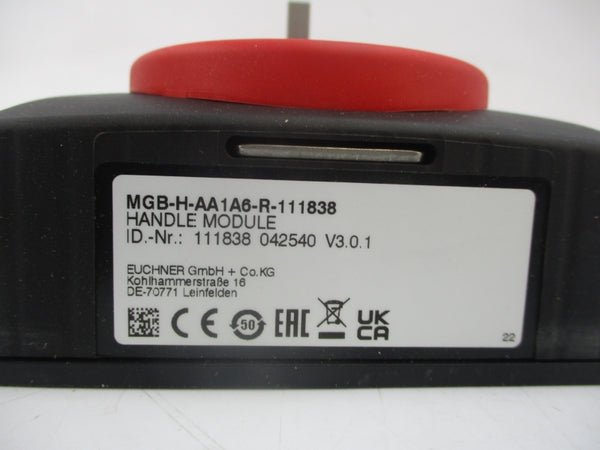 MGB-H-AA1A6-R-111838
HANDLE MODULE
ID.-Nr.: 111838 042540 V3.0.1
EUCHNER GmbH + Co.KG
Kohlhammerstraße 16
DE-70771 Leinfelden
CE 50 EAC UK CA
22